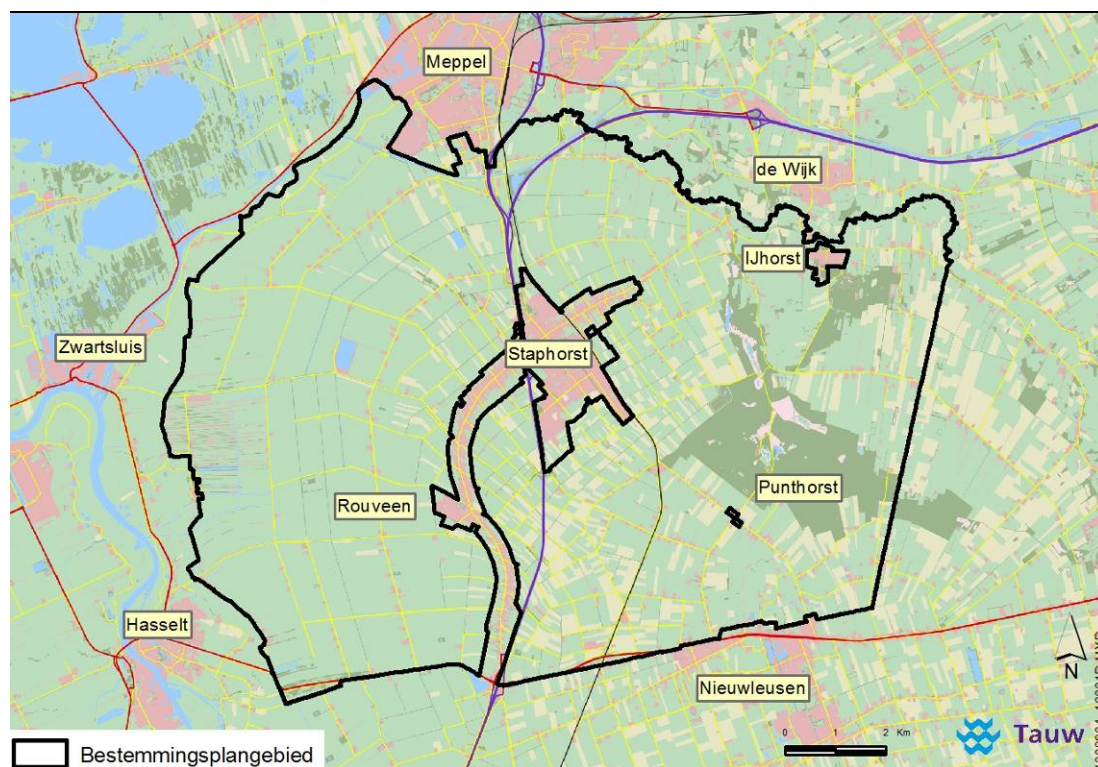 Meppel
de Wijk
IJhorst
Zwartsluis
Staphorst
Punthorst
Rouveen
Hasselt
Nieuwleusen
N
0 1 2 Km
Tauw
Bestemmingsplangebied